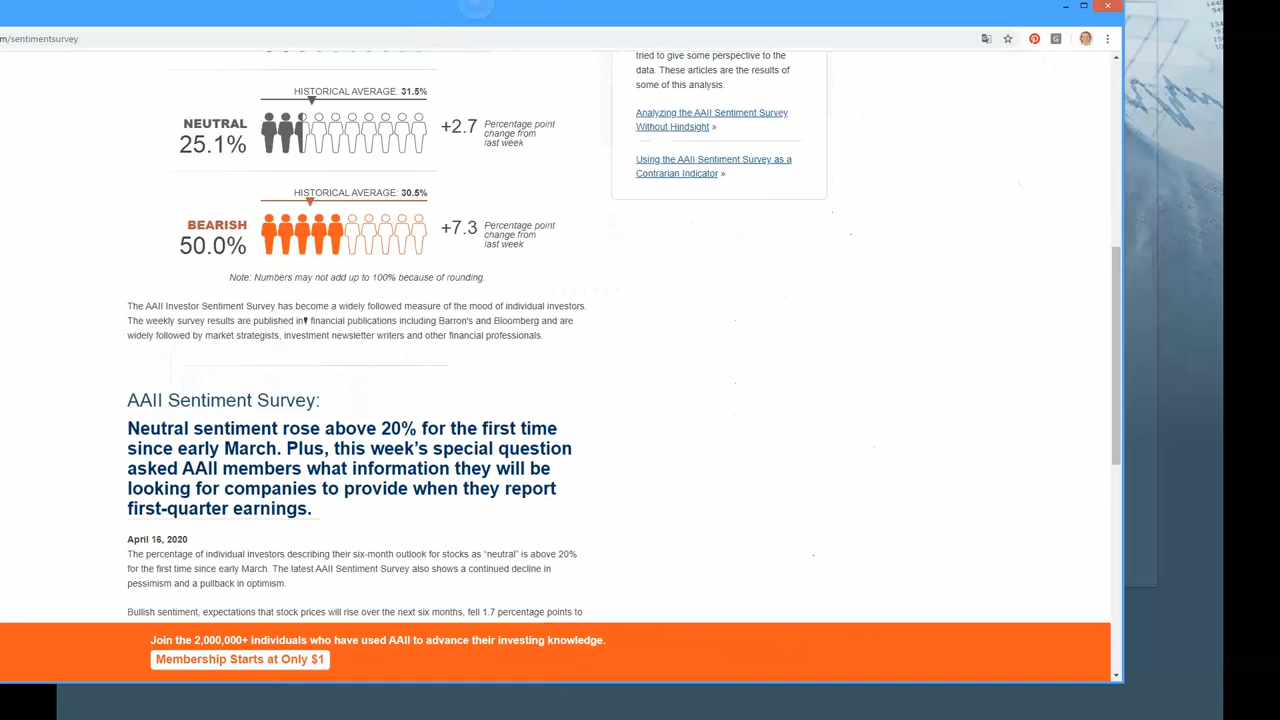 m/sentimentsurvey
HISTORICAL AVERAGE: 31.5%
NEUTRAL
25.1%
+2.7
Percentage point
change from
last week
HISTORICAL AVERAGE: 30.5%
BEARISH
50.0%
+7.3
Percentage point
change from
last week
Note: Numbers may not add up to 100% because of rounding.
The AAII Investor Sentiment Survey has become a widely followed measure of the mood of individual investors.
The weekly survey results are published in financial publications including Barron's and Bloomberg and are
widely followed by market strategists, investment newsletter writers and other financial professionals.
tried to give some perspective to the
data. These articles are the results of
some of this analysis.
Analyzing the AAII Sentiment Survey
Without Hindsight »
Using the AAII Sentiment Survey as a
Contrarian Indicator »
AAII Sentiment Survey:
Neutral sentiment rose above 20% for the first time
since early March. Plus, this week’s special question
asked AAII members what information they will be
looking for companies to provide when they report
first-quarter earnings.
April 16, 2020
The percentage of individual investors describing their six-month outlook for stocks as “neutral” is above 20%
for the first time since early March. The latest AAII Sentiment Survey also shows a continued decline in
pessimism and a pullback in optimism.
Bullish sentiment, expectations that stock prices will rise over the next six months, fell 1.7 percentage points to
Join the 2,000,000+ individuals who have used AAII to advance their investing knowledge.
Membership Starts at Only $1